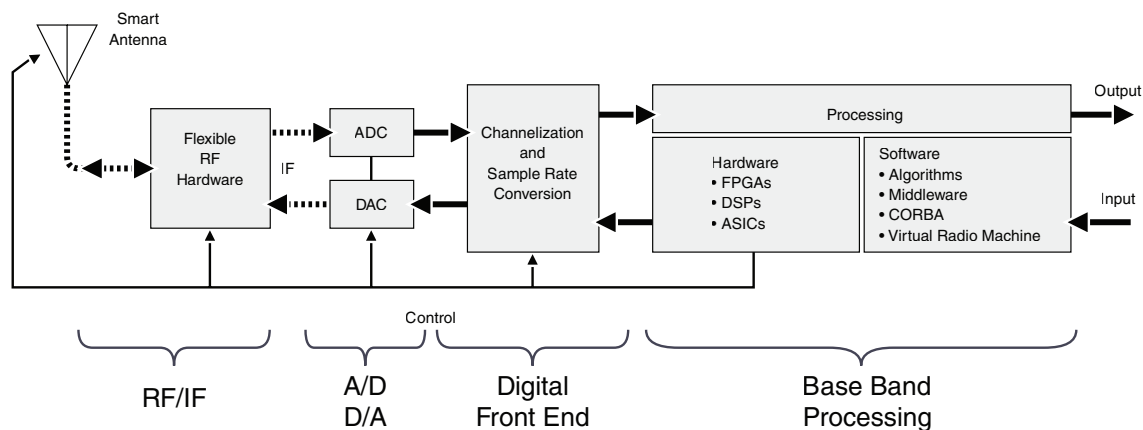 Smart
Antenna
Flexible
RF
Hardware
IF
ADC
DAC
Channelization
and
Sample Rate
Conversion
Processing
Hardware
• FPGAs
• DSPs
• ASICs
Software
• Algorithms
• Middleware
• CORBA
• Virtual Radio Machine
Output
Input
Control
RF/IF
A/D
D/A
Digital
Front End
Base Band
Processing